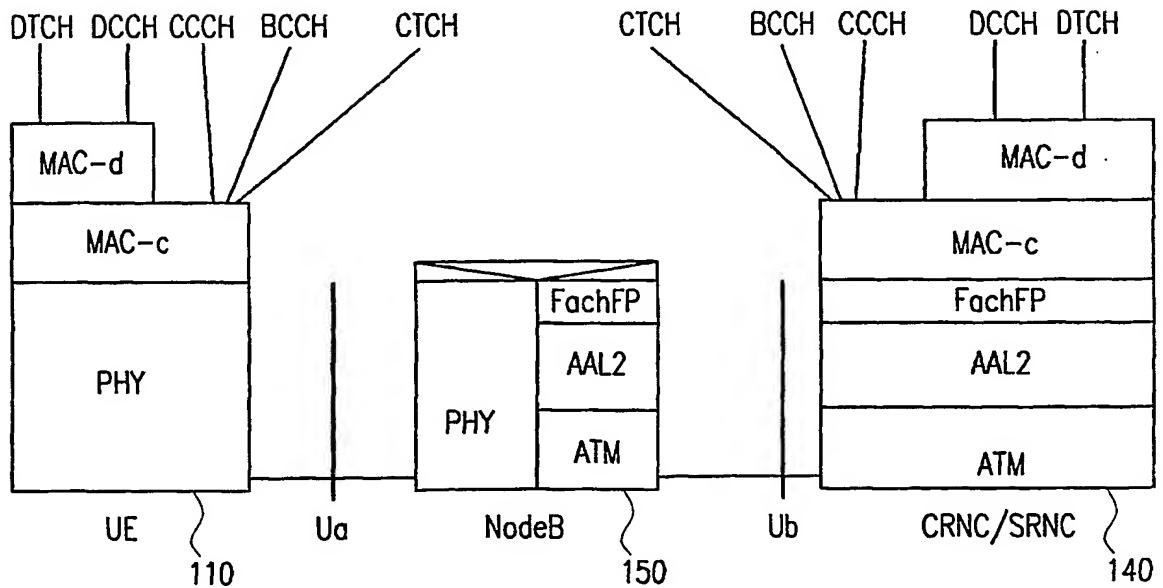 DTCH DCCH CCCH BCCH CTCH CTCH BCCH CCCH DCCH DTCH
MAC-d MAC-d
MAC-c MAC-c
FachFP FachFP
PHY AAL2 AAL2
PHY ATM ATM
UE Ua NodeB Ub CRNC/SRNC
110 150 140